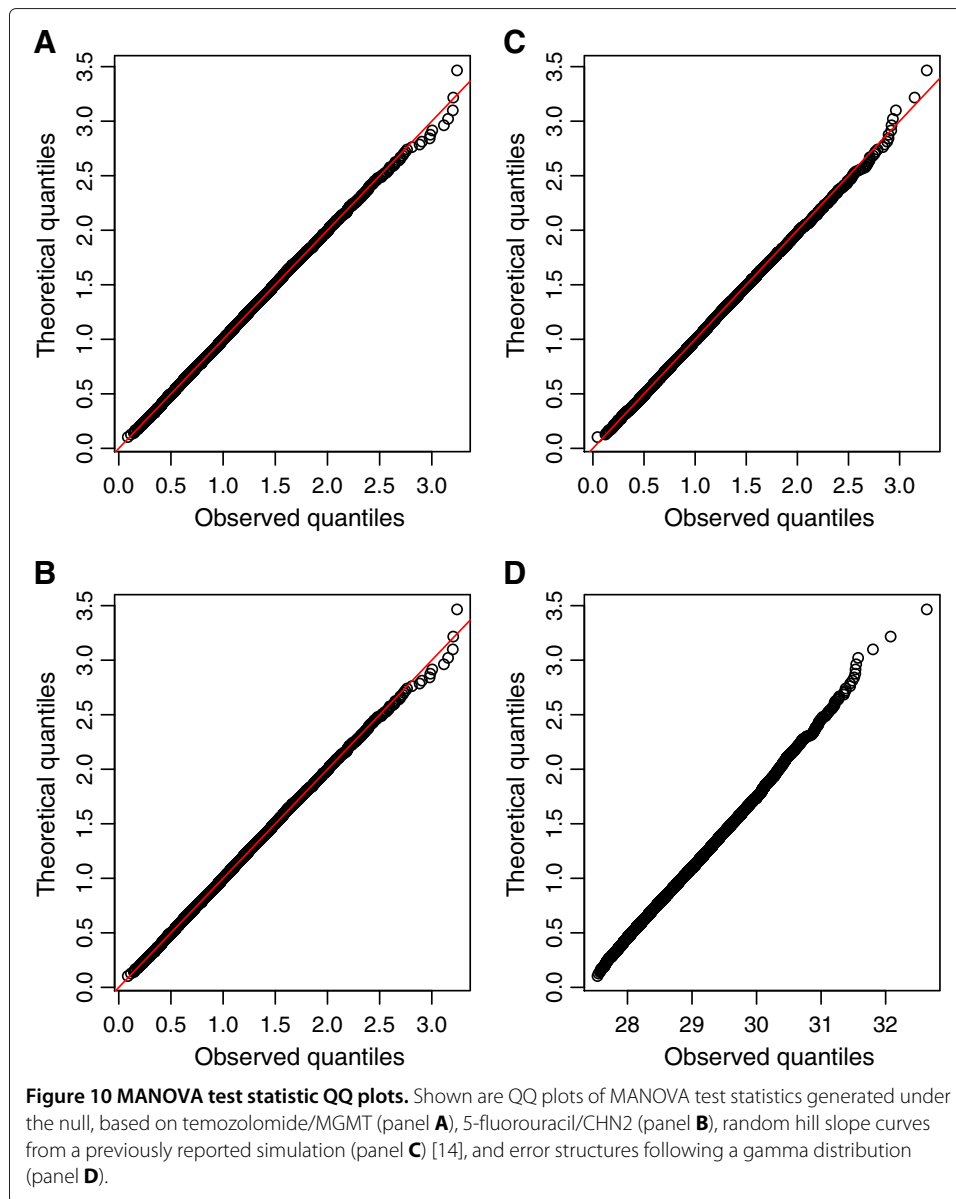 A
3.5
3.0
2.5
2.0
1.5
1.0
0.5
0.0
Theoretical quantiles
0.0 0.5 1.0 1.5 2.0 2.5 3.0
Observed quantiles
C
3.5
3.0
2.5
2.0
1.5
1.0
0.5
0.0
Theoretical quantiles
0.0 0.5 1.0 1.5 2.0 2.5 3.0
Observed quantiles
B
3.5
3.0
2.5
2.0
1.5
1.0
0.5
0.0
Theoretical quantiles
0.0 0.5 1.0 1.5 2.0 2.5 3.0
Observed quantiles
D
3.5
3.0
2.5
2.0
1.5
1.0
0.5
0.0
Theoretical quantiles
28 29 30 31 32
Observed quantiles
Figure 10 MANOVA test statistic QQ plots. Shown are QQ plots of MANOVA test statistics generated under
the null, based on temozolomide/MGMT (panel A), 5-fluorouracil/CHN2 (panel B), random hill slope curves
from a previously reported simulation (panel C) [14], and error structures following a gamma distribution
(panel D).